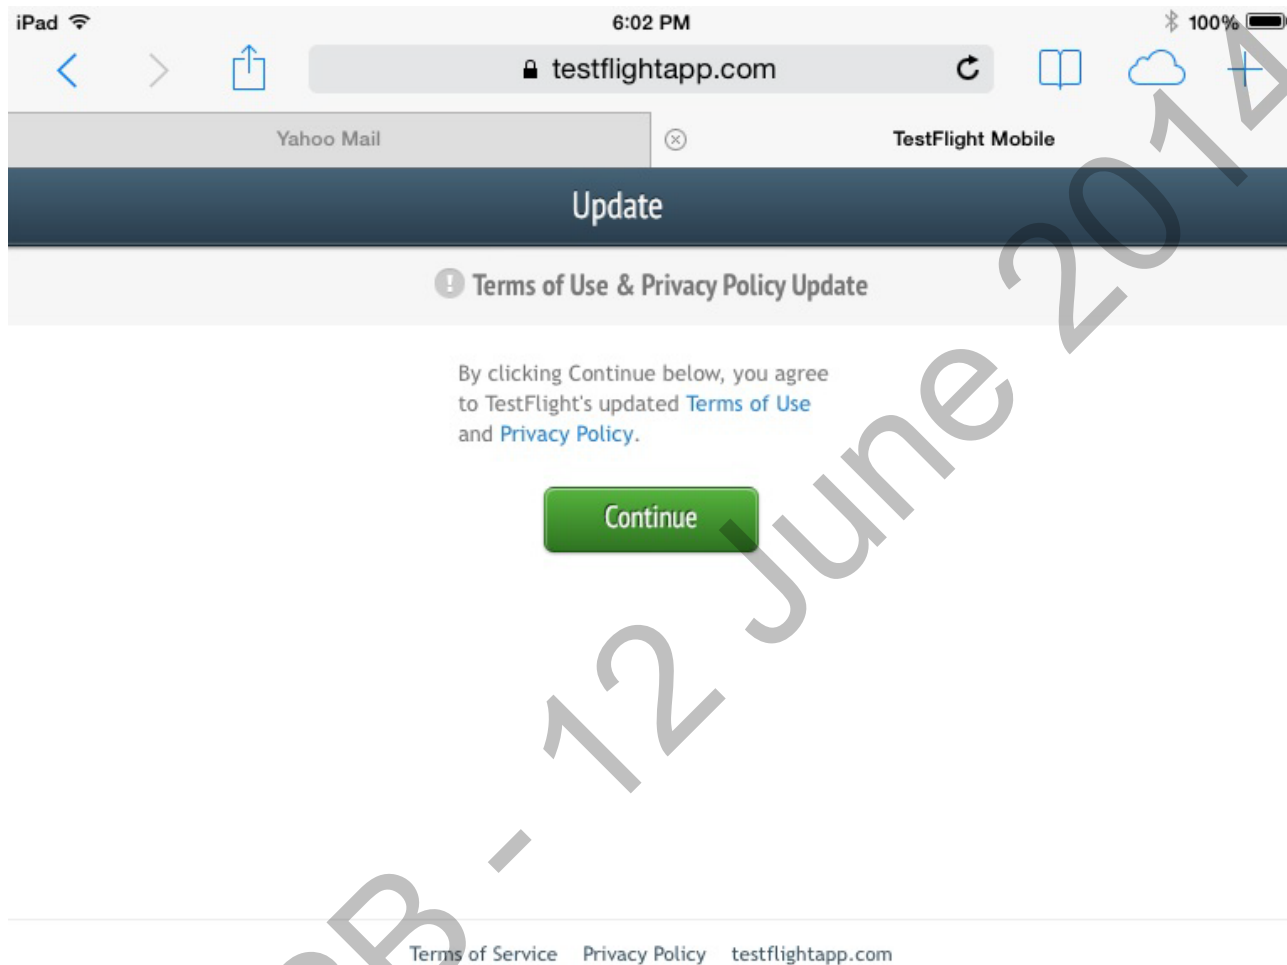 iPad 6:02 PM 100%
testflightapp.com
Yahoo Mail TestFlight Mobile
Update
Terms of Use & Privacy Policy Update
By clicking Continue below, you agree
to TestFlight's updated Terms of Use
and Privacy Policy.
Continue
Terms of Service Privacy Policy testflightapp.com
- 12 June 2014